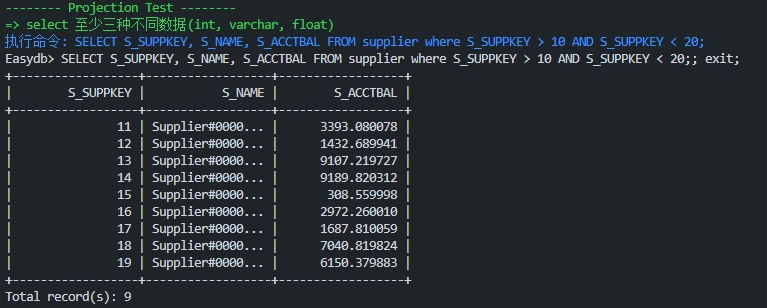 -------- Projection Test --------
=> select 至少三种不同数据(int, varchar, float)
执行命令: SELECT S_SUPPKEY, S_NAME, S_ACCTBAL FROM supplier where S_SUPPKEY > 10 AND S_SUPPKEY < 20;
Easydb> SELECT S_SUPPKEY, S_NAME, S_ACCTBAL FROM supplier where S_SUPPKEY > 10 AND S_SUPPKEY < 20;; exit;
+----------------+----------------+----------------+
|      S_SUPPKEY |         S_NAME |      S_ACCTBAL |
+----------------+----------------+----------------+
|             11 | Supplier#0000... |    3393.080078 |
|             12 | Supplier#0000... |    1432.689941 |
|             13 | Supplier#0000... |    9107.219727 |
|             14 | Supplier#0000... |    9189.820312 |
|             15 | Supplier#0000... |     308.559998 |
|             16 | Supplier#0000... |    2972.260010 |
|             17 | Supplier#0000... |    1687.810059 |
|             18 | Supplier#0000... |    7040.819824 |
|             19 | Supplier#0000... |    6150.379883 |
+----------------+----------------+----------------+
Total record(s): 9